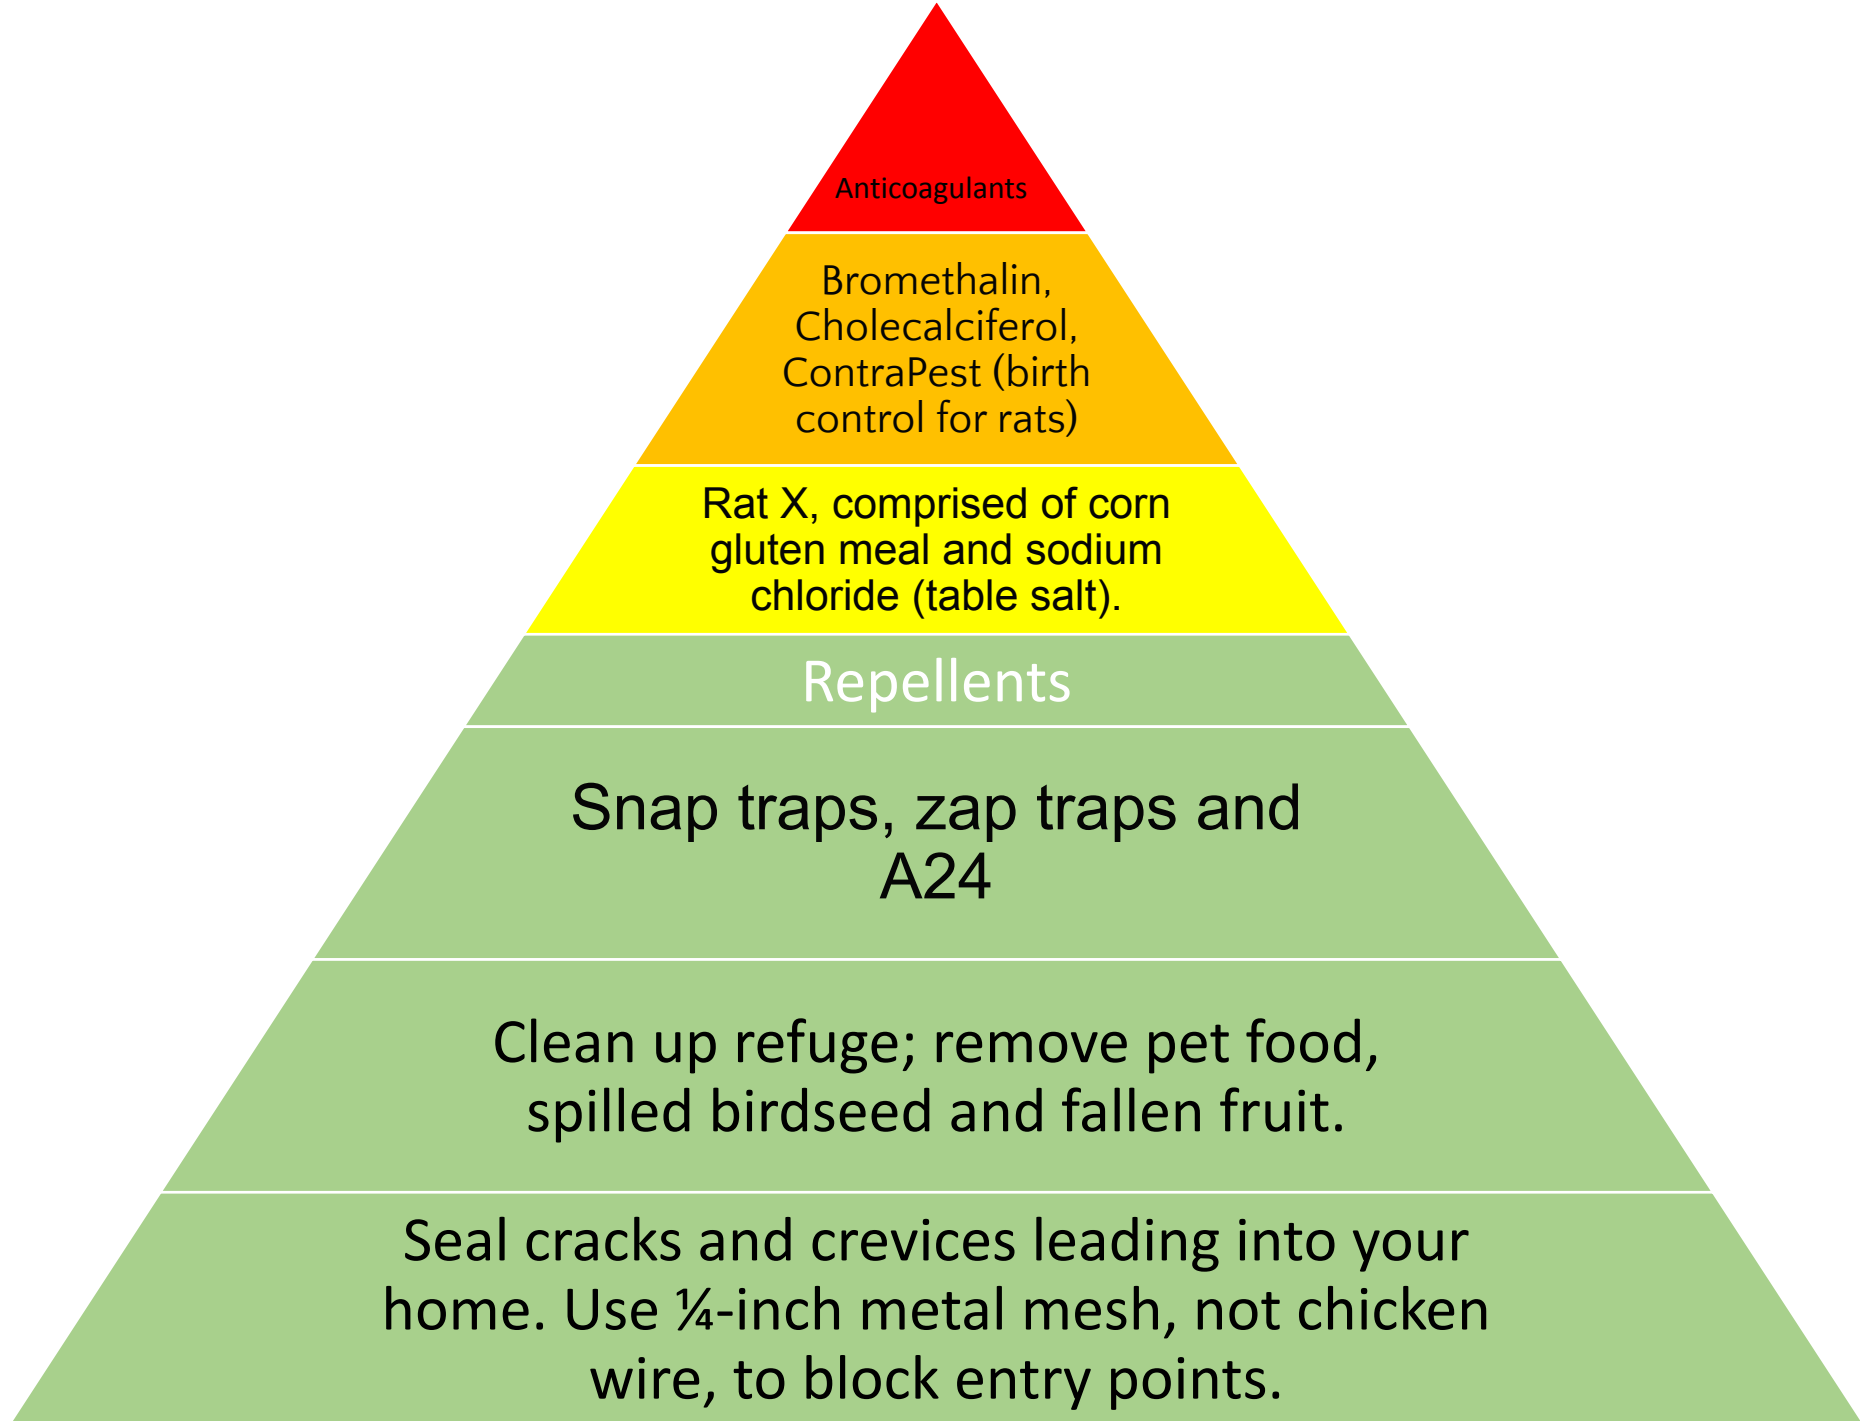 Anticoagulants
Bromethalin,
Cholecalciferol,
ContraPest (birth
control for rats)
Rat X, comprised of corn
gluten meal and sodium
chloride (table salt).
Repellents
Snap traps, zap traps and
A24
Clean up refuge; remove pet food,
spilled birdseed and fallen fruit.
Seal cracks and crevices leading into your
home. Use ¼-inch metal mesh, not chicken
wire, to block entry points.